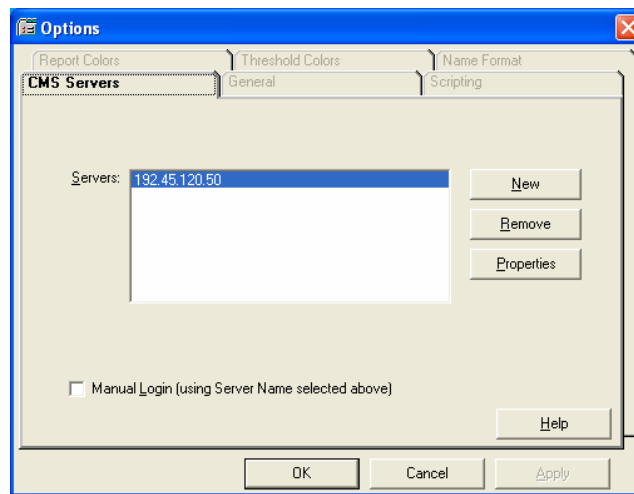 Options
Report Colors Threshold Colors Name Format
CMS Servers General Scripting
Servers: 192.45.120.50
New
Remove
Properties
Manual Login (using Server Name selected above)
Help
OK Cancel Apply